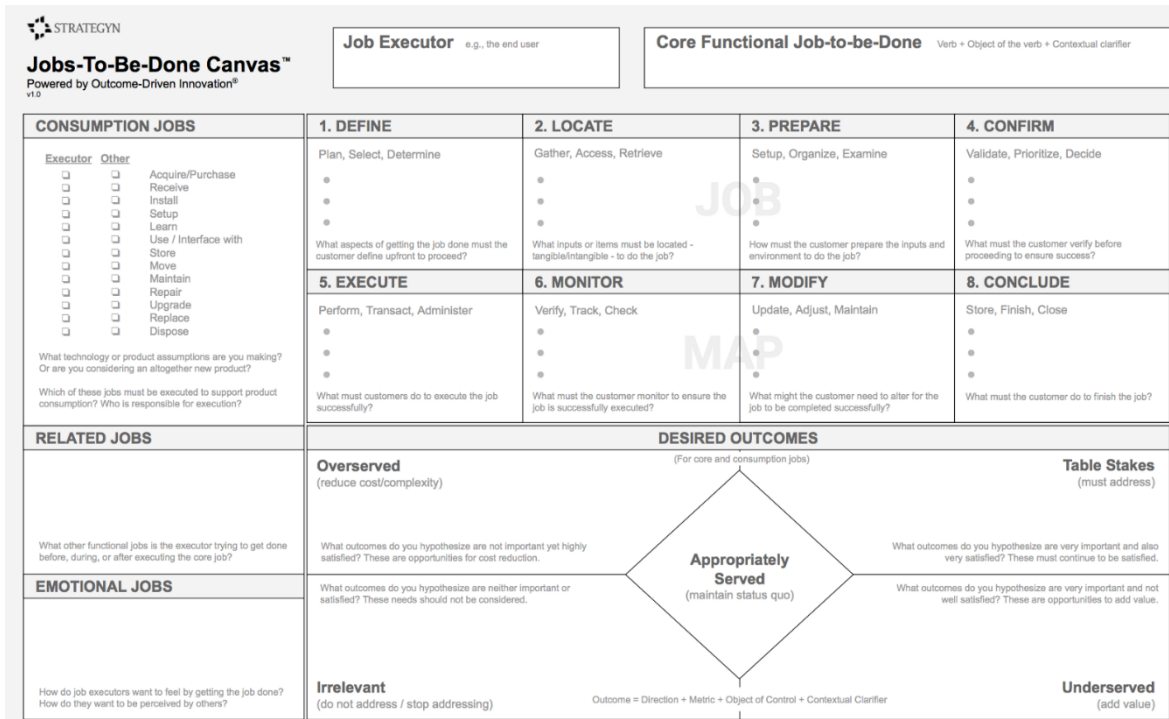 STRATEGYN
Jobs-To-Be-Done Canvas™
Powered by Outcome-Driven Innovation®
v1.0
Job Executor e.g., the end user
Core Functional Job-to-be-Done Verb + Object of the verb + Contextual clarifier
CONSUMPTION JOBS
Executor Other
Acquire/Purchase
Receive
Install
Setup
Learn
Use / Interface with
Store
Move
Maintain
Repair
Upgrade
Replace
Dispose
What technology or product assumptions are you making?
Or are you considering an altogether new product?
Which of these jobs must be executed to support product
consumption? Who is responsible for execution?
1. DEFINE
Plan, Select, Determine
What aspects of getting the job done must the
customer define upfront to proceed?
2. LOCATE
Gather, Access, Retrieve
What inputs or items must be located -
tangible/intangible - to do the job?
3. PREPARE
Setup, Organize, Examine
How must the customer prepare the inputs and
environment to do the job?
4. CONFIRM
Validate, Prioritize, Decide
What must the customer verify before
proceeding to ensure success?
JOB
5. EXECUTE
Perform, Transact, Administer
What must customers do to execute the job
successfully?
6. MONITOR
Verify, Track, Check
What must the customer monitor to ensure the
job is successfully executed?
7. MODIFY
Update, Adjust, Maintain
What might the customer need to alter for the
job to be completed successfully?
8. CONCLUDE
Store, Finish, Close
What must the customer do to finish the job?
MAP
RELATED JOBS
What other functional jobs is the executor trying to get done
before, during, or after executing the core job?
EMOTIONAL JOBS
How do job executors want to feel by getting the job done?
How do they want to be perceived by others?
DESIRED OUTCOMES
(For core and consumption jobs)
Overserved
(reduce cost/complexity)
What outcomes do you hypothesize are not important yet highly
satisfied? These are opportunities for cost reduction.
Table Stakes
(must address)
What outcomes do you hypothesize are very important and also
very satisfied? These must continue to be satisfied.
Appropriately
Served
(maintain status quo)
What outcomes do you hypothesize are neither important or
satisfied? These needs should not be considered.
Irrelevant
(do not address / stop addressing)
What outcomes do you hypothesize are very important and not
well satisfied? These are opportunities to add value.
Underserved
(add value)
Outcome = Direction + Metric + Object of Control + Contextual Clarifier